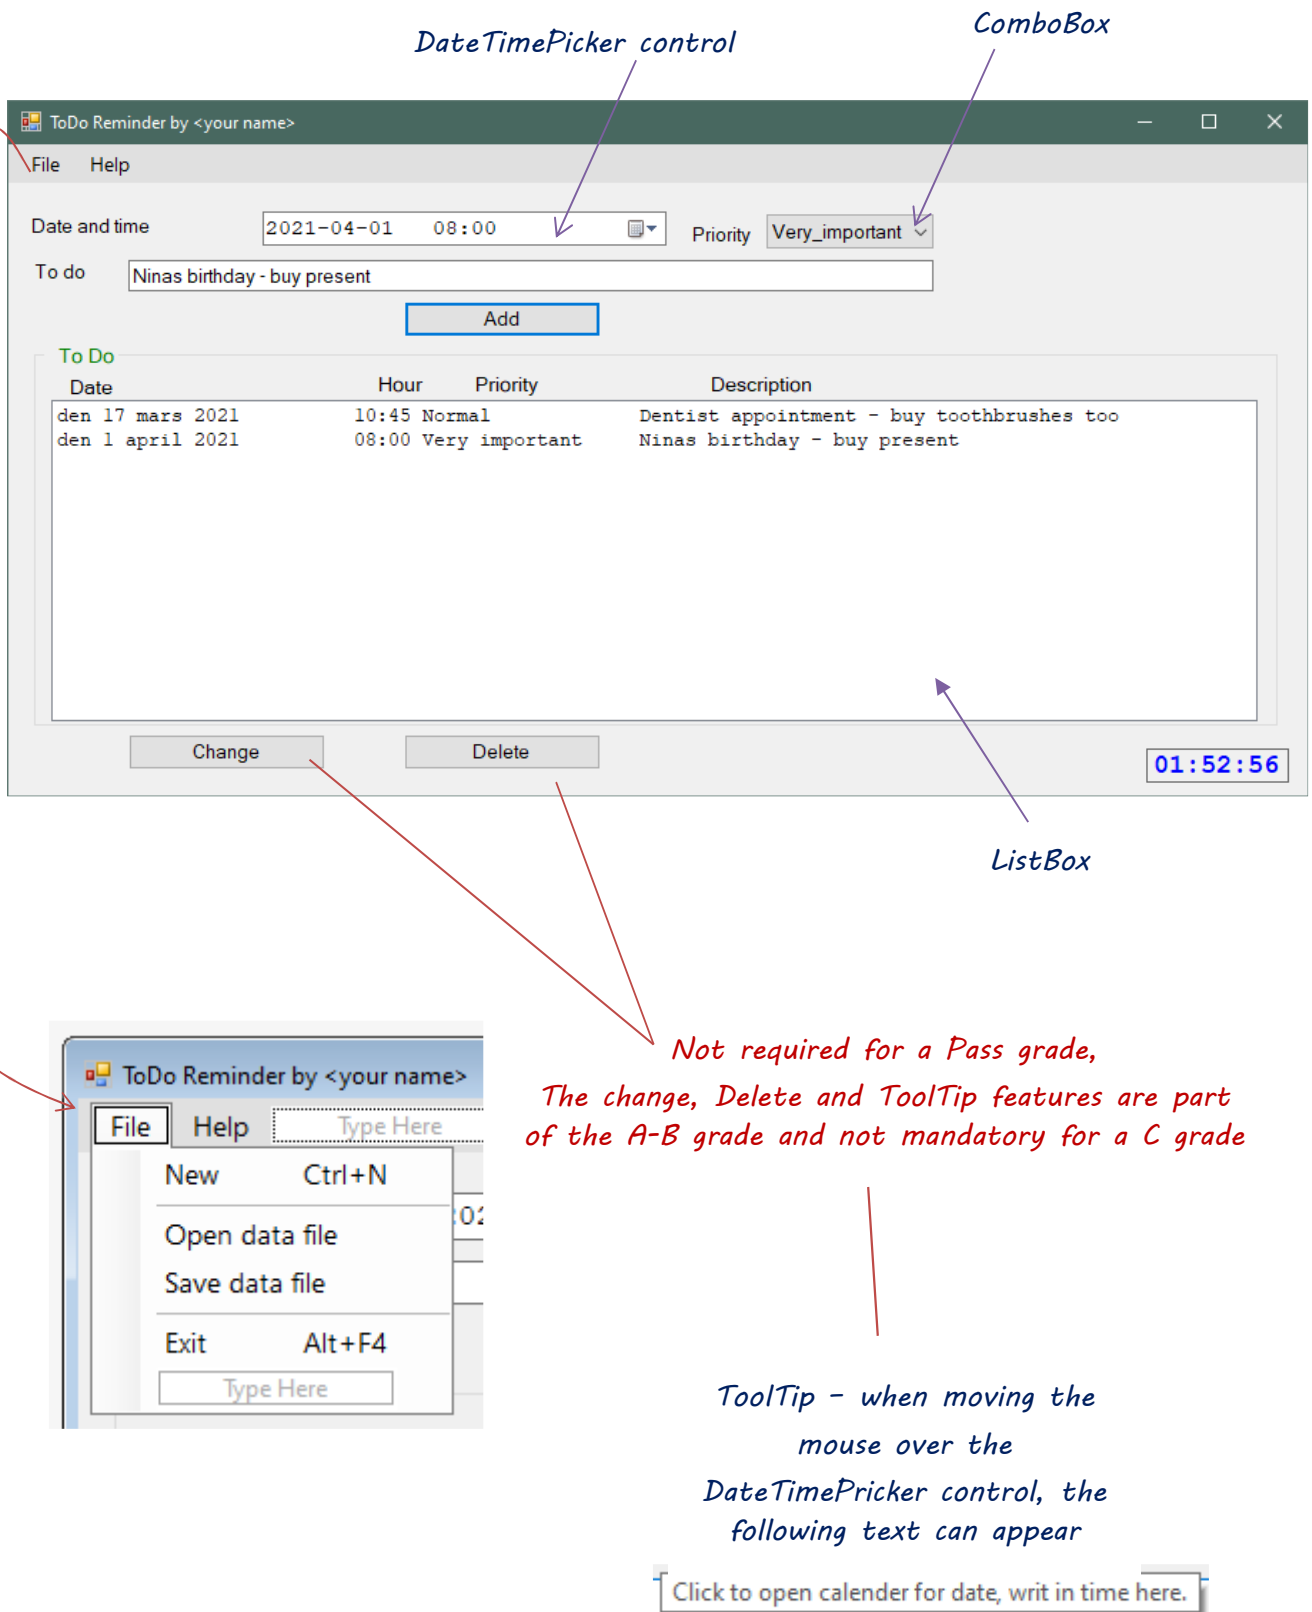 DateTimePicker control
ComboBox
ToDo Reminder by <your name>
File Help
Date and time 2021-04-01 08:00 Priority Very_important
To do Ninas birthday - buy present
Add
To Do
Date Hour Priority Description
den 17 mars 2021 10:45 Normal Dentist appointment - buy toothbrushes too
den 1 april 2021 08:00 Very important Ninas birthday - buy present
Change Delete
01:52:56
ListBox
Not required for a Pass grade,
The change, Delete and ToolTip features are part
of the A-B grade and not mandatory for a C grade
ToDo Reminder by <your name>
File Help Type Here
New Ctrl+N
Open data file
Save data file
Exit Alt+F4
Type Here
ToolTip - when moving the
mouse over the
DateTimePricker control, the
following text can appear
Click to open calender for date, writ in time here.